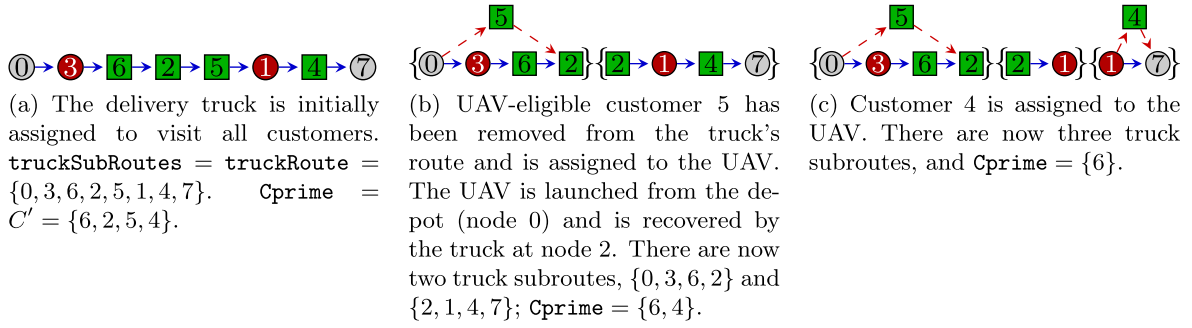 0 3 6 2 5 1 4 7
(a) The delivery truck is initially
assigned to visit all customers.
truckSubRoutes = truckRoute =
{0, 3, 6, 2, 5, 1, 4, 7}. Cprime =
C′ = {6, 2, 5, 4}.
5
{0 3 6 2} {2 1 4 7}
(b) UAV-eligible customer 5 has
been removed from the truck's
route and is assigned to the UAV.
The UAV is launched from the de-
pot (node 0) and is recovered by
the truck at node 2. There are now
two truck subroutes, {0, 3, 6, 2} and
{2, 1, 4, 7}; Cprime = {6, 4}.
5 4
{0 3 6 2} {2 1} {1 7}
(c) Customer 4 is assigned to the
UAV. There are now three truck
subroutes, and Cprime = {6}.